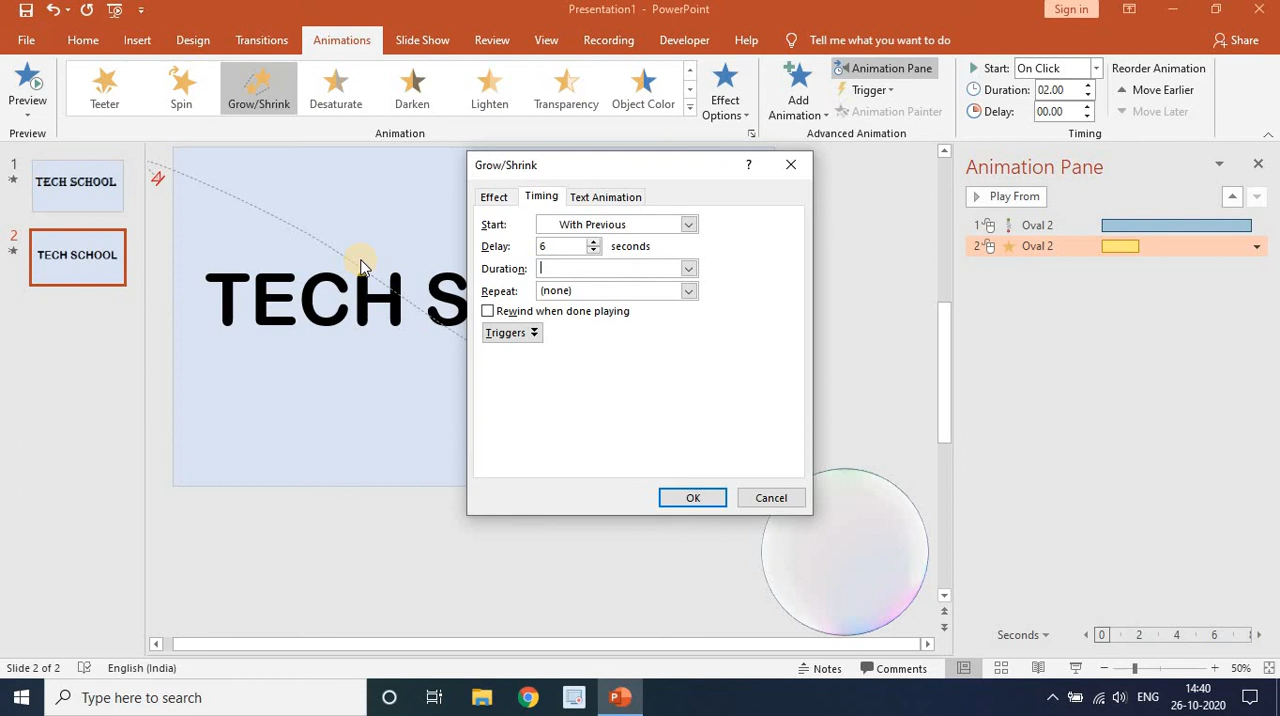 Presentation1 - PowerPoint
Sign in
File
Home
Insert
Design
Transitions
Animations
Slide Show
Review
View
Recording
Developer
Help
Tell me what you want to do
Share
Preview
Teeter
Spin
Grow/Shrink
Desaturate
Darken
Lighten
Transparency
Object Color
Effect
Options
Add
Animation
Animation Pane
Trigger
Animation Painter
Start: On Click
Duration: 02.00
Delay: 00.00
Reorder Animation
Move Earlier
Move Later
Preview
Animation
Advanced Animation
Timing
1
TECH SCHOOL
2
TECH SCHOOL
TECH S
Grow/Shrink
?
Effect
Timing
Text Animation
Start: With Previous
Delay: 6 seconds
Duration:
Repeat: (none)
Rewind when done playing
Triggers
OK
Cancel
Animation Pane
Play From
1 Oval 2
2 Oval 2
Seconds
0 2 4 6
Slide 2 of 2
English (India)
Notes
Comments
50%
Type here to search
ENG
14:40
26-10-2020